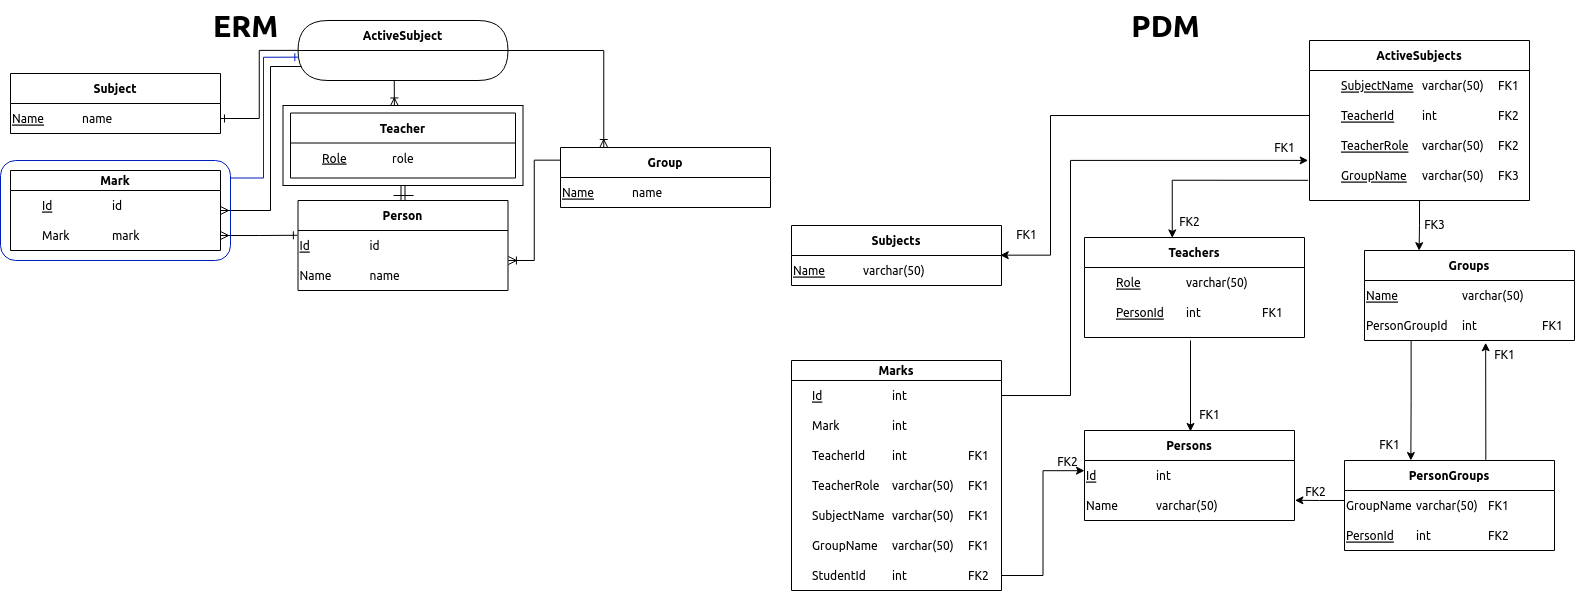 ERM
ActiveSubject
Subject
Name name
Teacher
Role role
Group
Name name
Mark
Id id
Mark mark
Person
Id id
Name name
PDM
ActiveSubjects
SubjectName varchar(50) FK1
TeacherId int FK2
TeacherRole varchar(50) FK2
GroupName varchar(50) FK3
FK1
FK2
FK3
FK1
Subjects
Name varchar(50)
Teachers
Role varchar(50)
PersonId int FK1
Groups
Name varchar(50)
PersonGroupId int FK1
FK1
Marks
Id int
Mark int
TeacherId int FK1
TeacherRole varchar(50) FK1
SubjectName varchar(50) FK1
GroupName varchar(50) FK1
StudentId int FK2
FK1
FK2
Persons
Id int
Name varchar(50)
FK1
FK2
PersonGroups
GroupName varchar(50) FK1
PersonId int FK2